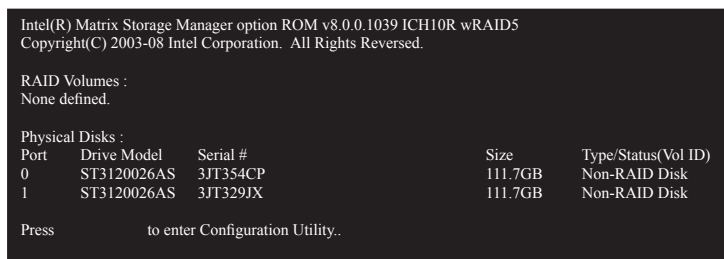 Intel(R) Matrix Storage Manager option ROM v8.0.0.1039 ICH10R wRAID5
Copyright(C) 2003-08 Intel Corporation.  All Rights Reversed.
RAID Volumes :
None defined.
Physical Disks :
Port Drive Model Serial # Size Type/Status(Vol ID)
0 ST3120026AS 3JT354CP 111.7GB Non-RAID Disk
1 ST3120026AS 3JT329JX 111.7GB Non-RAID Disk
Press to enter Configuration Utility..